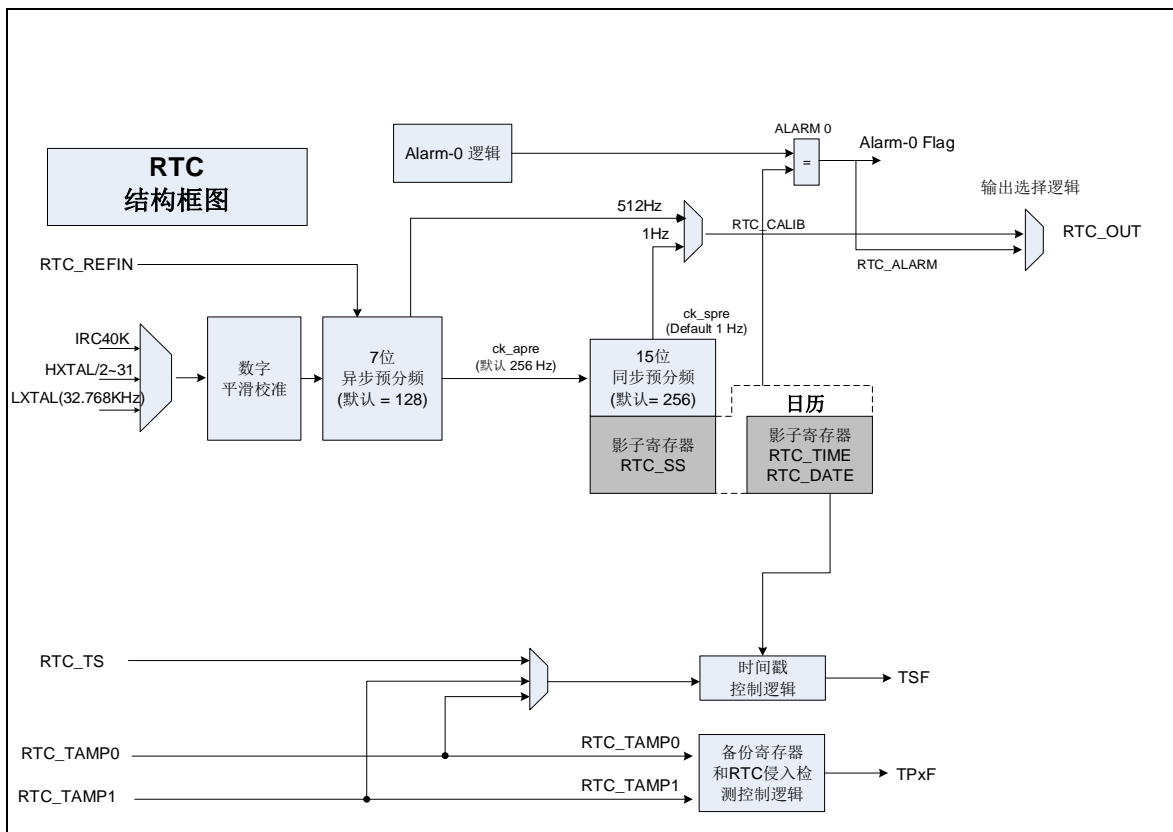 RTC
结构框图
Alarm-0 逻辑
ALARM 0
=
Alarm-0 Flag
输出选择逻辑
512Hz
1Hz
RTC_CALIB
RTC_OUT
RTC_ALARM
RTC_REFIN
IRC40K
HXTAL/2~31
LXTAL(32.768KHz)
数字
平滑校准
7位
异步预分频
(默认 = 128)
ck_apre
(默认 256 Hz)
ck_spre
(Default 1 Hz)
15位
同步预分频
(默认= 256)
影子寄存器
RTC_SS
日历
影子寄存器
RTC_TIME
RTC_DATE
RTC_TS
时间戳
控制逻辑
TSF
RTC_TAMP0
RTC_TAMP0
RTC_TAMP1
RTC_TAMP1
备份寄存器
和RTC侵入检
测控制逻辑
TPxF